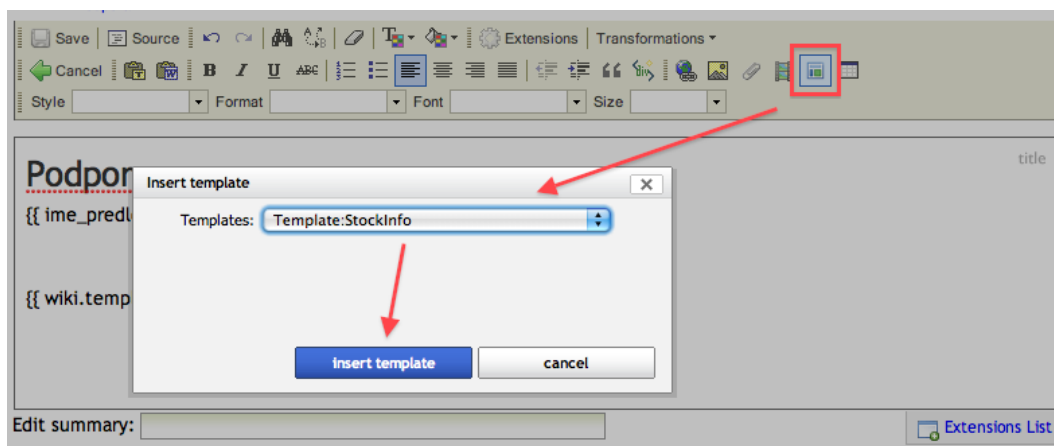 Save Source Extensions Transformations
Cancel B I U ABC
Style Format Font Size
title
Podpor
Insert template
{{ ime_predl
Templates: Template:StockInfo
{{ wiki.temp
insert template cancel
Edit summary:
Extensions List